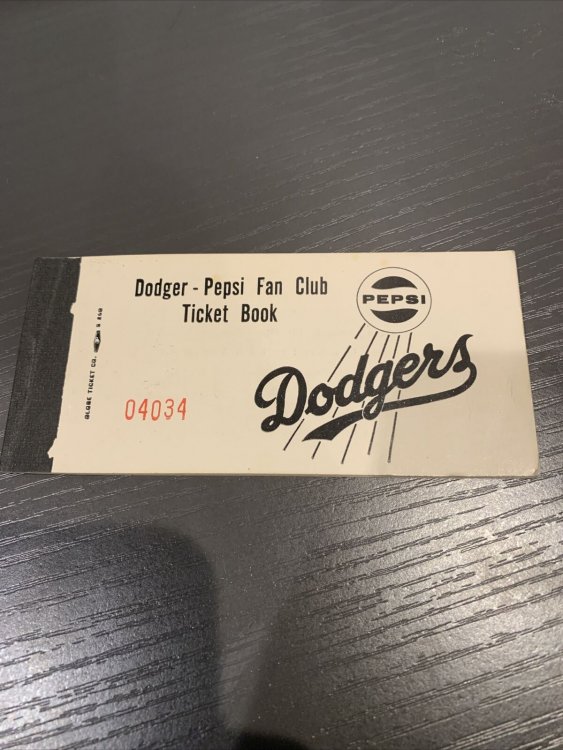 Dodger - Pepsi Fan Club
Ticket Book
PEPSI
Dodgers
04034
GLOBE TICKET CO.